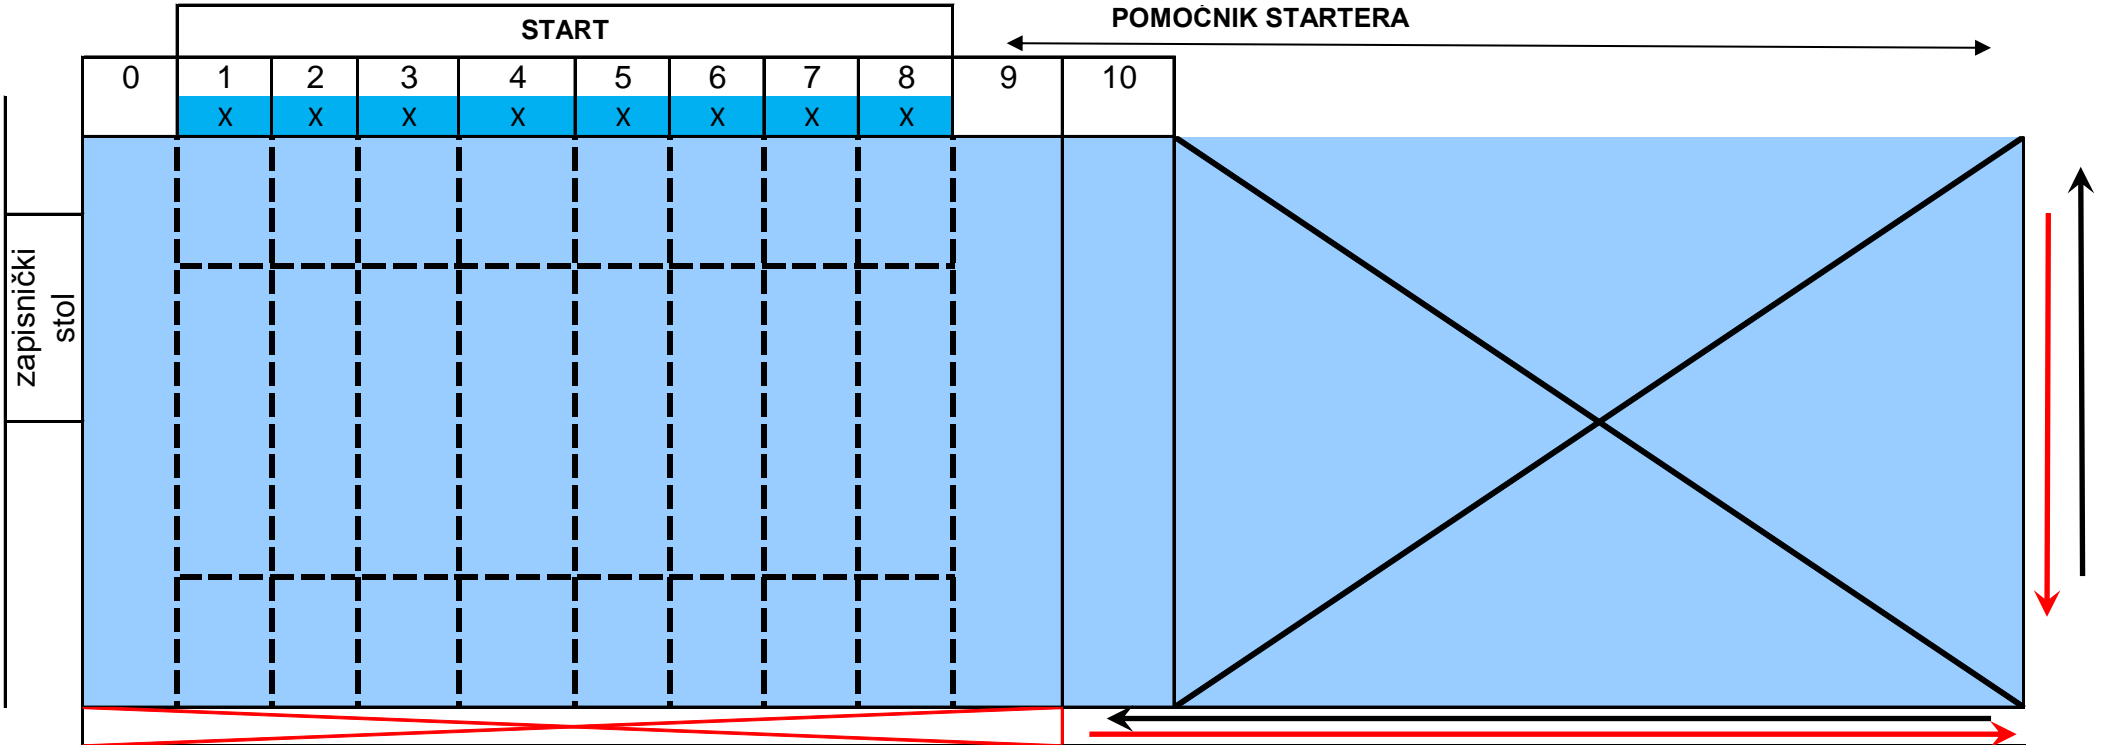 START
POMOĆNIK STARTERA
0 1 2 3 4 5 6 7 8 9 10
X X X X X X X X
zapisnički
stol